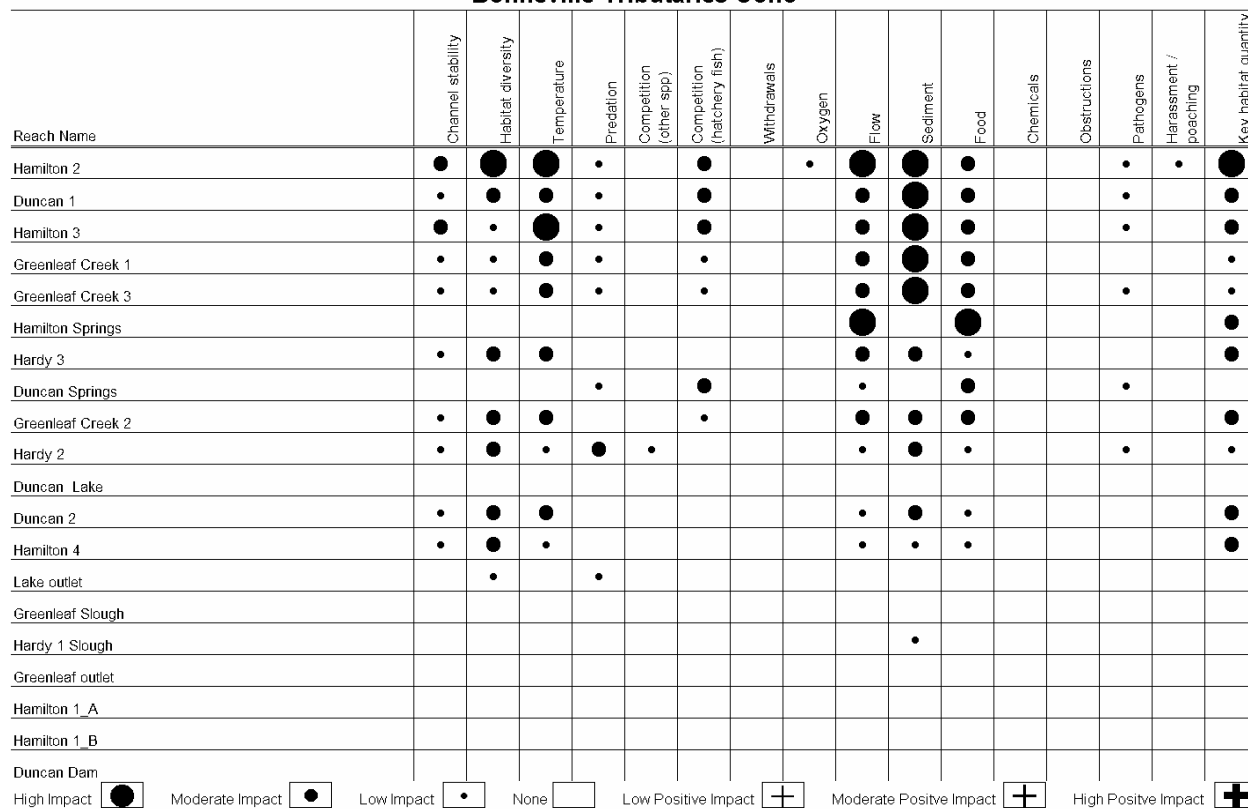 Bonneville Tributaries Coho
Reach Name
Channel stability
Habitat diversity
Temperature
Predation
Competition
(other spp)
Competition
(hatchery fish)
Withdrawals
Oxygen
Flow
Sediment
Food
Chemicals
Obstructions
Pathogens
Harassment /
poaching
Key habitat quantity
Hamilton 2
Duncan 1
Hamilton 3
Greenleaf Creek 1
Greenleaf Creek 3
Hamilton Springs
Hardy 3
Duncan Springs
Greenleaf Creek 2
Hardy 2
Duncan Lake
Duncan 2
Hamilton 4
Lake outlet
Greenleaf Slough
Hardy 1 Slough
Greenleaf outlet
Hamilton 1_A
Hamilton 1_B
Duncan Dam
High Impact Moderate Impact Low Impact None Low Positive Impact Moderate Positve Impact High Positve Impact